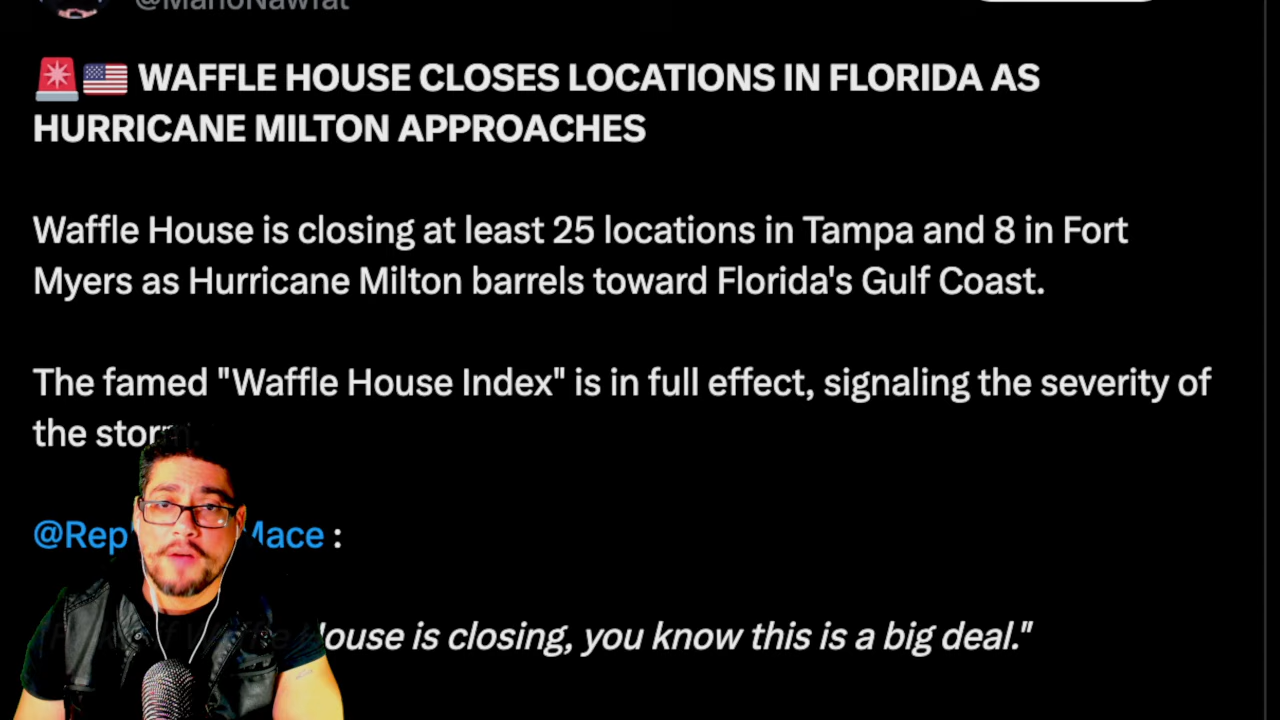 @MarioNawfal
🚨🇺🇸 WAFFLE HOUSE CLOSES LOCATIONS IN FLORIDA AS
HURRICANE MILTON APPROACHES
Waffle House is closing at least 25 locations in Tampa and 8 in Fort
Myers as Hurricane Milton barrels toward Florida's Gulf Coast.
The famed "Waffle House Index" is in full effect, signaling the severity of
the storm.
@Rep Mace :
House is closing, you know this is a big deal."